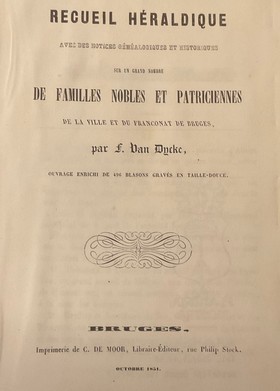 RECUEIL HÉRALDIQUE
AVEC DES NOTICES GÉNÉALOGIQUES ET HISTORIQUES
SUR UN GRAND NOMBRE
DE FAMILLES NOBLES ET PATRICIENNES
DE LA VILLE ET DU FRANCONAT DE BRUGES,
par F. Van Dycke,
OUVRAGE ENRICHI DE 486 BLASONS GRAVÉS EN TAILLE-DOUCE.
BRUGES,
Imprimerie de C. DE MOOR, Libraire-Éditeur, rue Philip Stock.
OCTOBRE 1851.